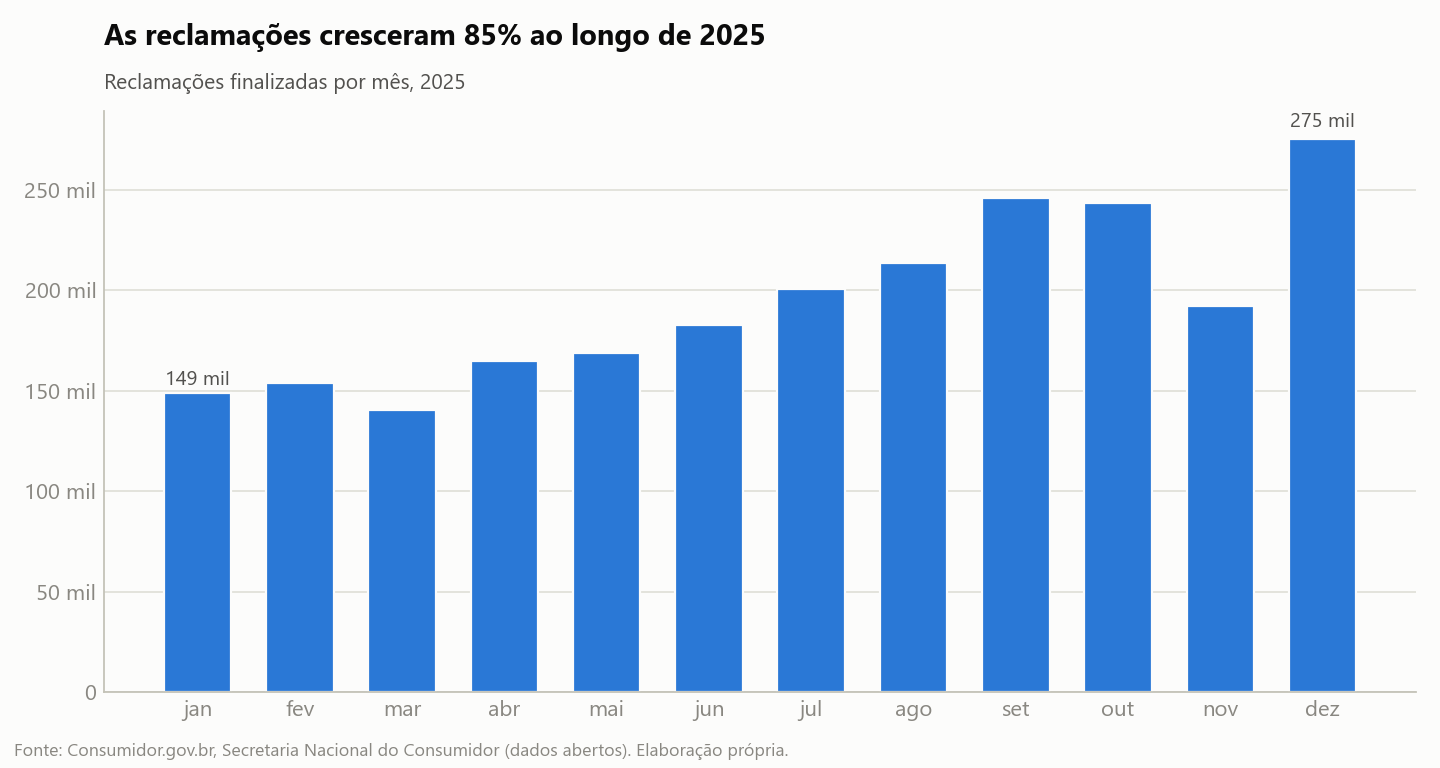 As reclamações cresceram 85% ao longo de 2025
Reclamações finalizadas por mês, 2025
275 mil
250 mil
200 mil
149 mil
150 mil
100 mil
50 mil
0
jan fev mar abr mai jun jul ago set out nov dez
Fonte: Consumidor.gov.br, Secretaria Nacional do Consumidor (dados abertos). Elaboração própria.